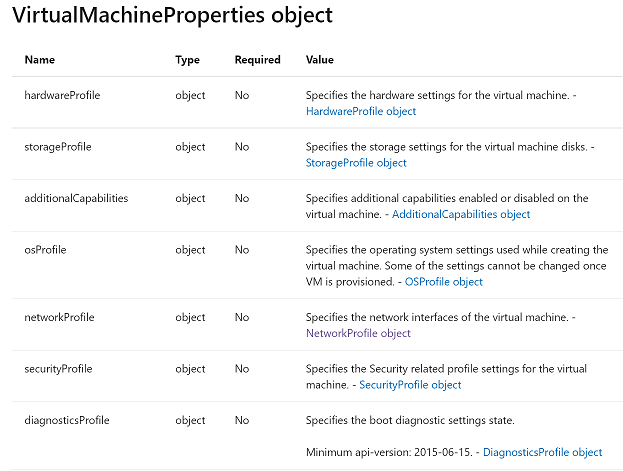 VirtualMachineProperties object
Name Type Required Value
hardwareProfile object No Specifies the hardware settings for the virtual machine. -
HardwareProfile object
storageProfile object No Specifies the storage settings for the virtual machine disks. -
StorageProfile object
additionalCapabilities object No Specifies additional capabilities enabled or disabled on the
virtual machine. - AdditionalCapabilities object
osProfile object No Specifies the operating system settings used while creating the
virtual machine. Some of the settings cannot be changed once
VM is provisioned. - OSProfile object
networkProfile object No Specifies the network interfaces of the virtual machine. -
NetworkProfile object
securityProfile object No Specifies the Security related profile settings for the virtual
machine. - SecurityProfile object
diagnosticsProfile object No Specifies the boot diagnostic settings state.
Minimum api-version: 2015-06-15. - DiagnosticsProfile object